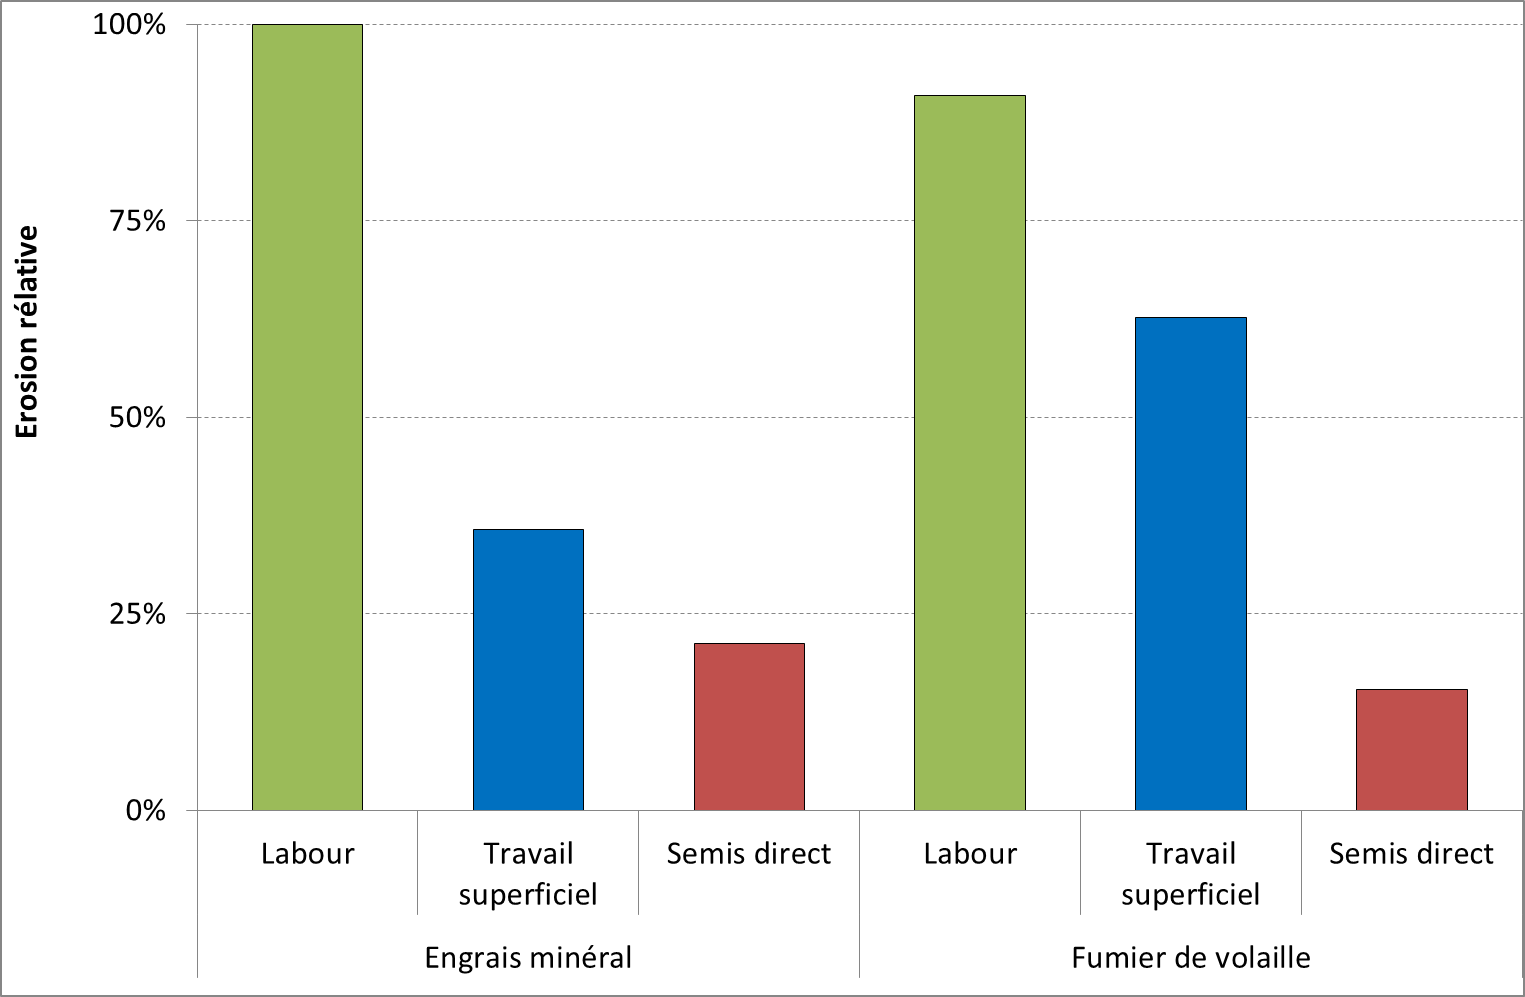 Erosion rélative
100%
75%
50%
25%
0%
Labour
Travail
superficiel
Semis direct
Labour
Travail
superficiel
Semis direct
Engrais minéral
Fumier de volaille